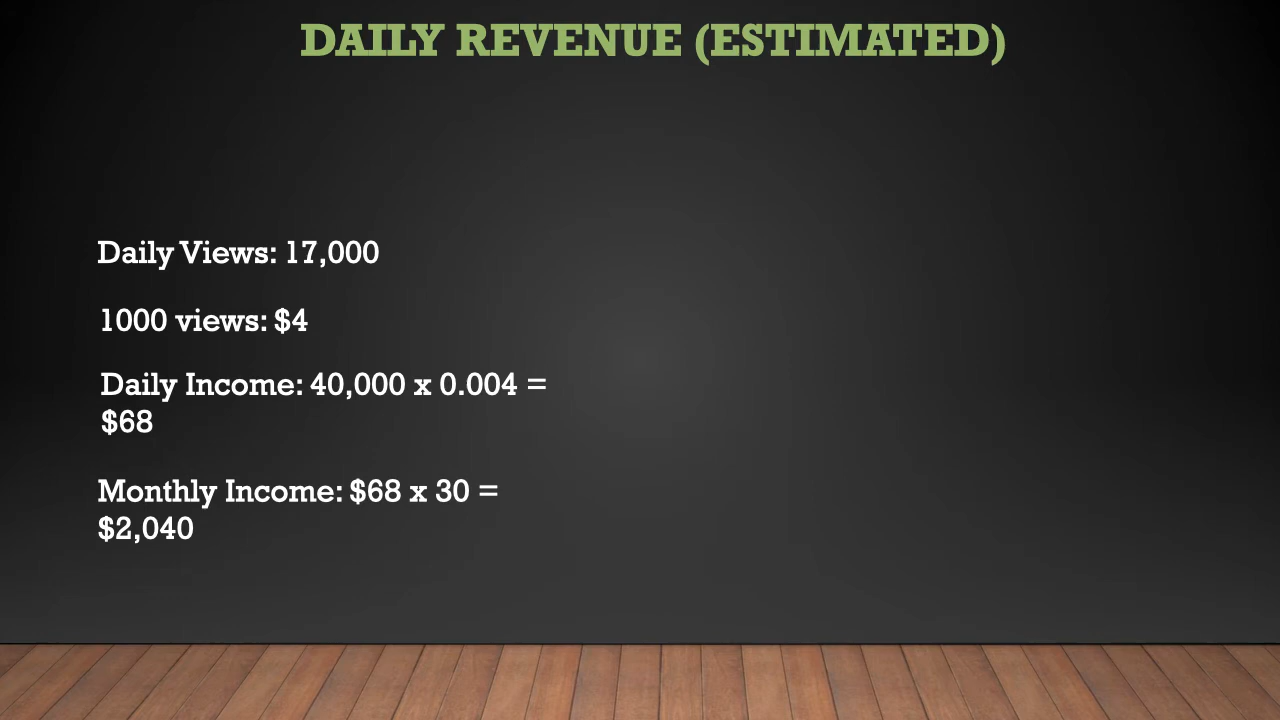 DAILY REVENUE (ESTIMATED)
Daily Views: 17,000
1000 views: $4
Daily Income: 40,000 x 0.004 =
$68
Monthly Income: $68 x 30 =
$2,040